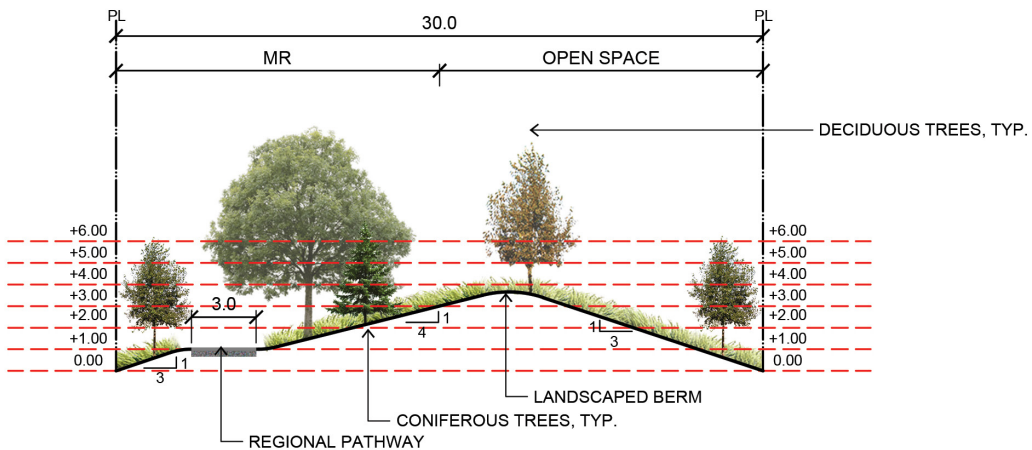 PL
PL
30.0
MR
OPEN SPACE
DECIDUOUS TREES, TYP.
+6.00
+6.00
+5.00
+5.00
+4.00
+4.00
+3.00
3.0
+3.00
+2.00
+2.00
1
4
1
3
+1.00
+1.00
0.00
0.00
1
3
LANDSCAPED BERM
CONIFEROUS TREES, TYP.
REGIONAL PATHWAY